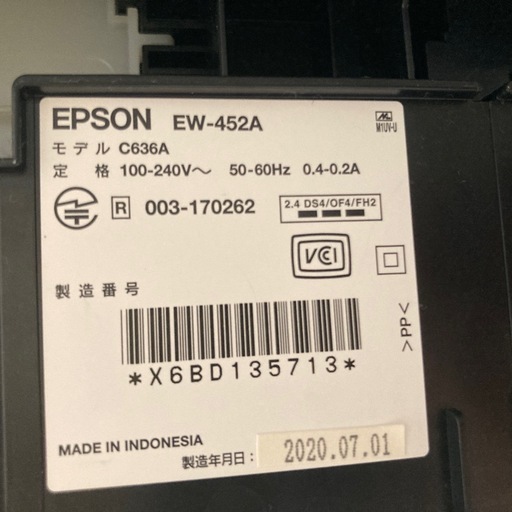 EPSON EW-452A
モデル C636A
M1UV-U
定 格 100-240V～ 50-60Hz 0.4-0.2A
R 003-170262 2.4 DS4/OF4/FH2
VCCI
製造番号
>PP<
*X6BD135713*
MADE IN INDONESIA
製造年月日： 2020.07.01